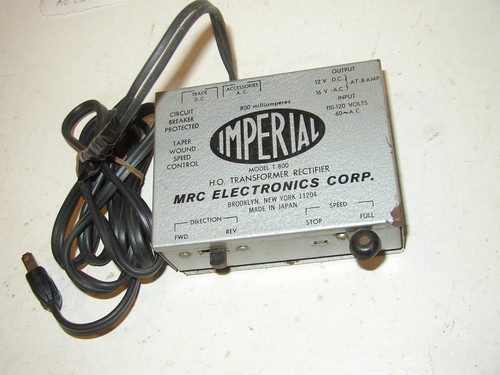 TRACK
D.C.
ACCESSORIES
A.C.
OUTPUT
12 V D.C.
16 V A.C.
AT .8 AMP
800 milliamperes
CIRCUIT
BREAKER
PROTECTED
IMPERIAL
INPUT
110-120 VOLTS
60~A.C.
TAPER
WOUND
SPEED
CONTROL
MODEL T 800
H.O. TRANSFORMER RECTIFIER
MRC ELECTRONICS CORP.
BROOKLYN, NEW YORK 11204
MADE IN JAPAN
DIRECTION
FWD
REV
SPEED
STOP
FULL